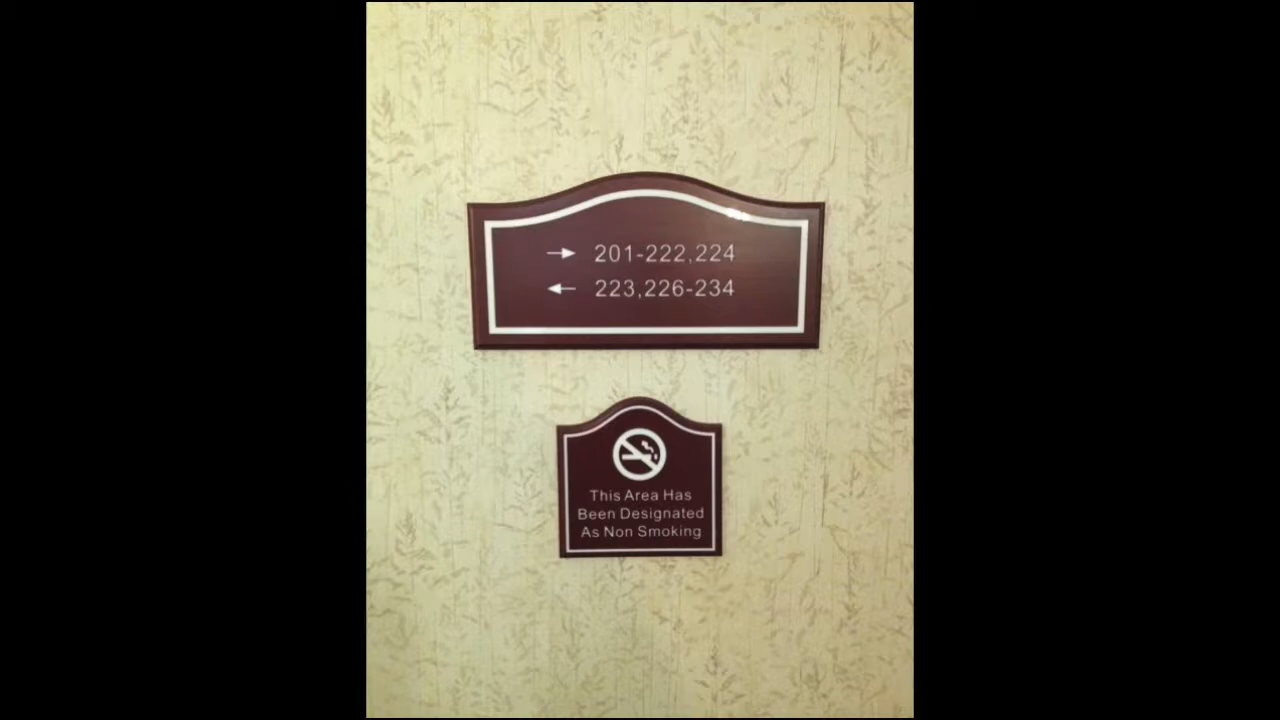 → 201-222,224
← 223,226-234
This Area Has
Been Designated
As Non Smoking